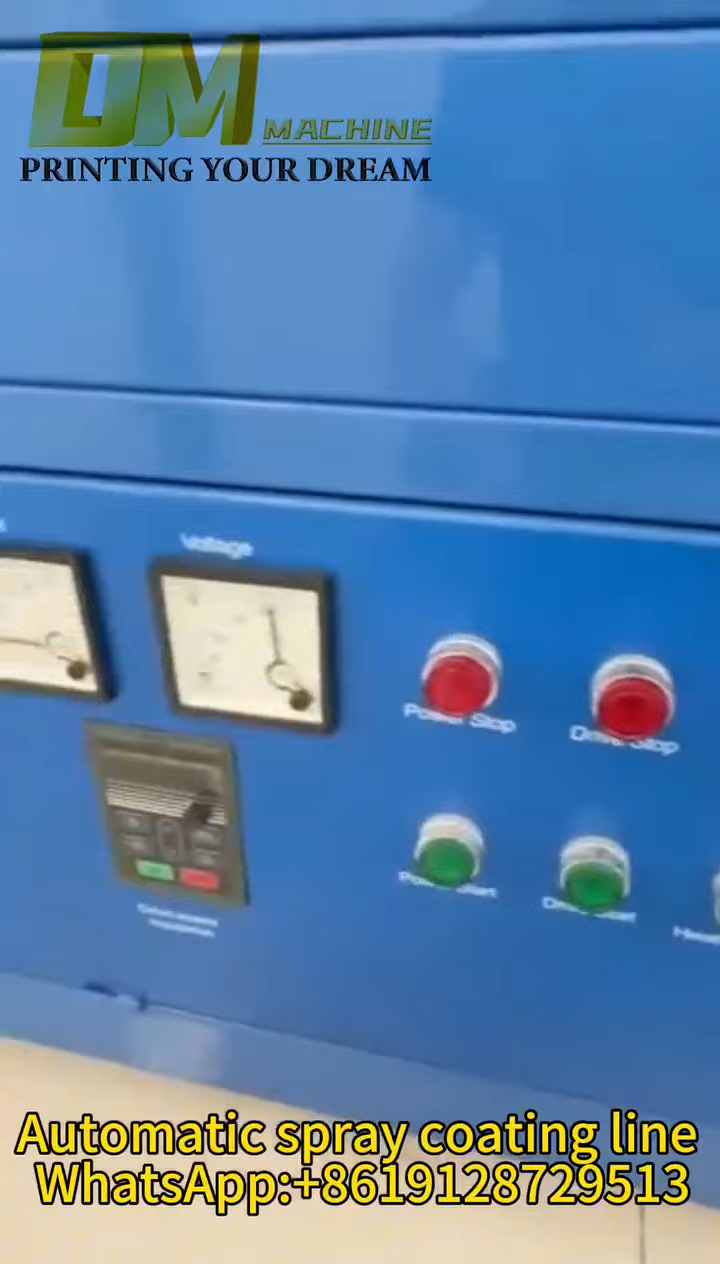 DM MACHINE
PRINTING YOUR DREAM
Voltage
Power Stop
Drive Stop
Automatic spray coating line
WhatsApp:+8619128729513